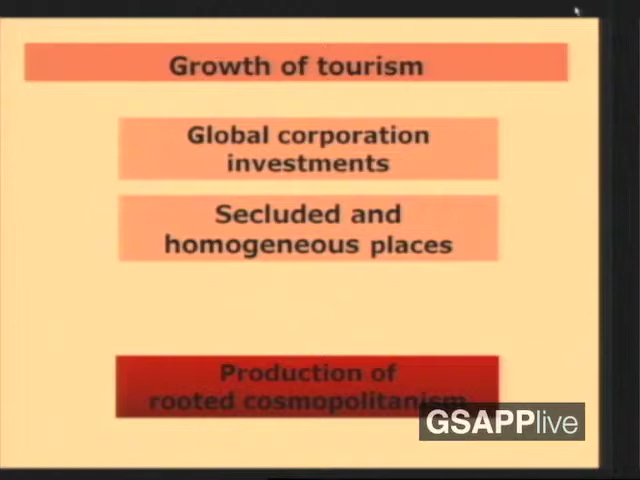 Growth of tourism
Global corporation
investments
Secluded and
homogeneous places
Production of
rooted cosmopolitanism
GSAPPlive